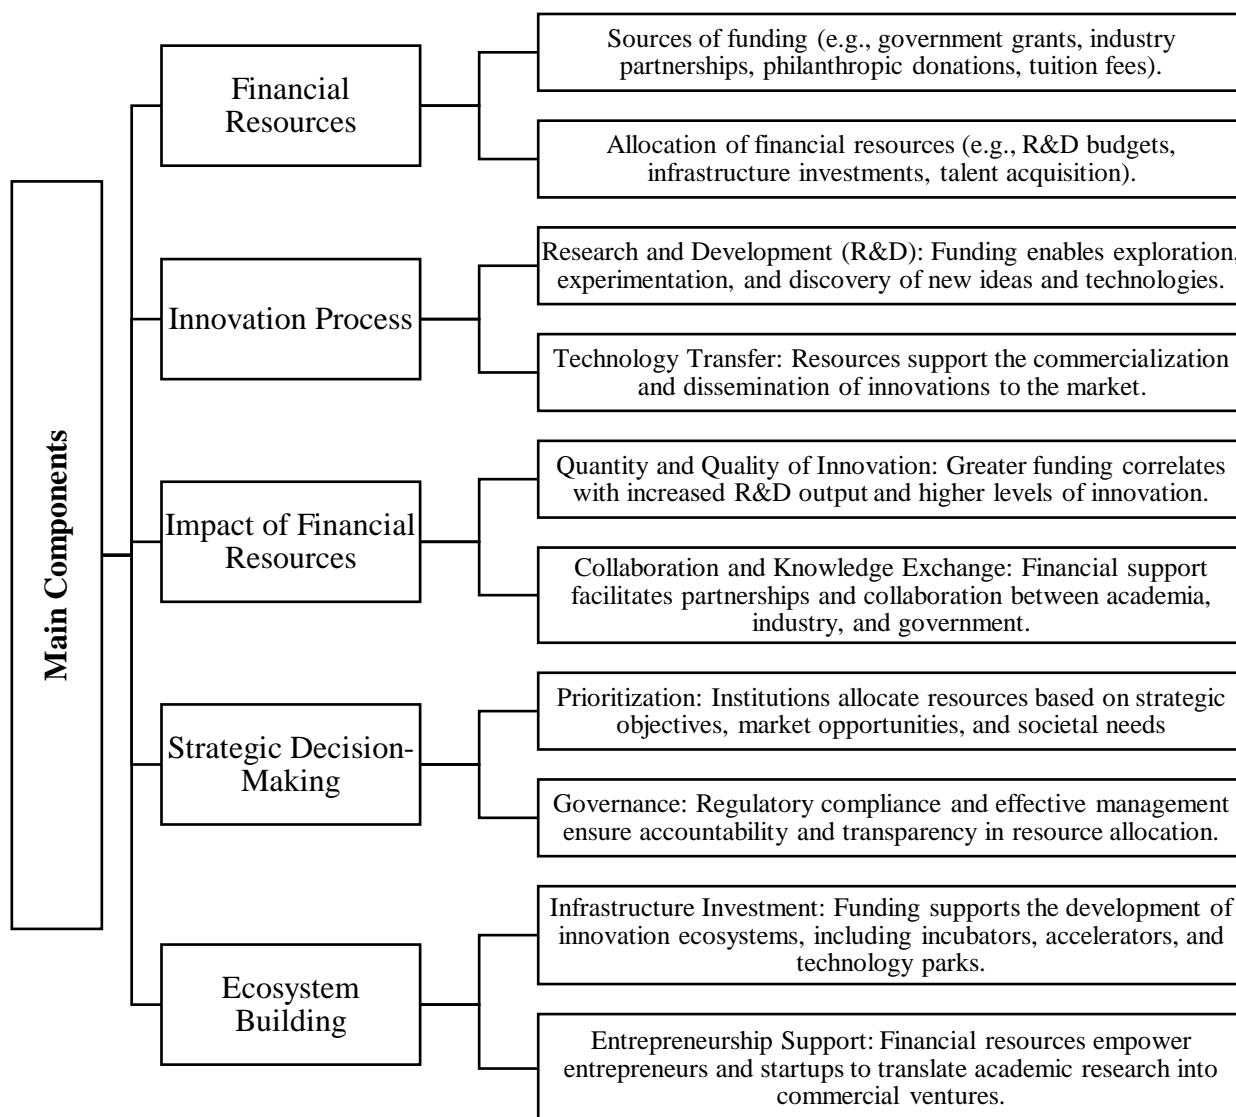 Main Components
Financial
Resources
Sources of funding (e.g., government grants, industry
partnerships, philanthropic donations, tuition fees).
Allocation of financial resources (e.g., R&D budgets,
infrastructure investments, talent acquisition).
Innovation Process
Research and Development (R&D): Funding enables exploration,
experimentation, and discovery of new ideas and technologies.
Technology Transfer: Resources support the commercialization
and dissemination of innovations to the market.
Impact of Financial
Resources
Quantity and Quality of Innovation: Greater funding correlates
with increased R&D output and higher levels of innovation.
Collaboration and Knowledge Exchange: Financial support
facilitates partnerships and collaboration between academia,
industry, and government.
Strategic Decision-
Making
Prioritization: Institutions allocate resources based on strategic
objectives, market opportunities, and societal needs
Governance: Regulatory compliance and effective management
ensure accountability and transparency in resource allocation.
Ecosystem
Building
Infrastructure Investment: Funding supports the development of
innovation ecosystems, including incubators, accelerators, and
technology parks.
Entrepreneurship Support: Financial resources empower
entrepreneurs and startups to translate academic research into
commercial ventures.